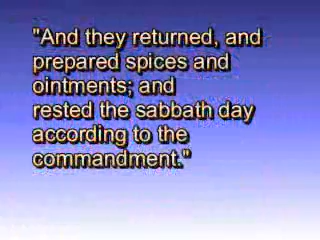 "And they returned, and
prepared spices and
ointments; and
rested the sabbath day
according to the
commandment."